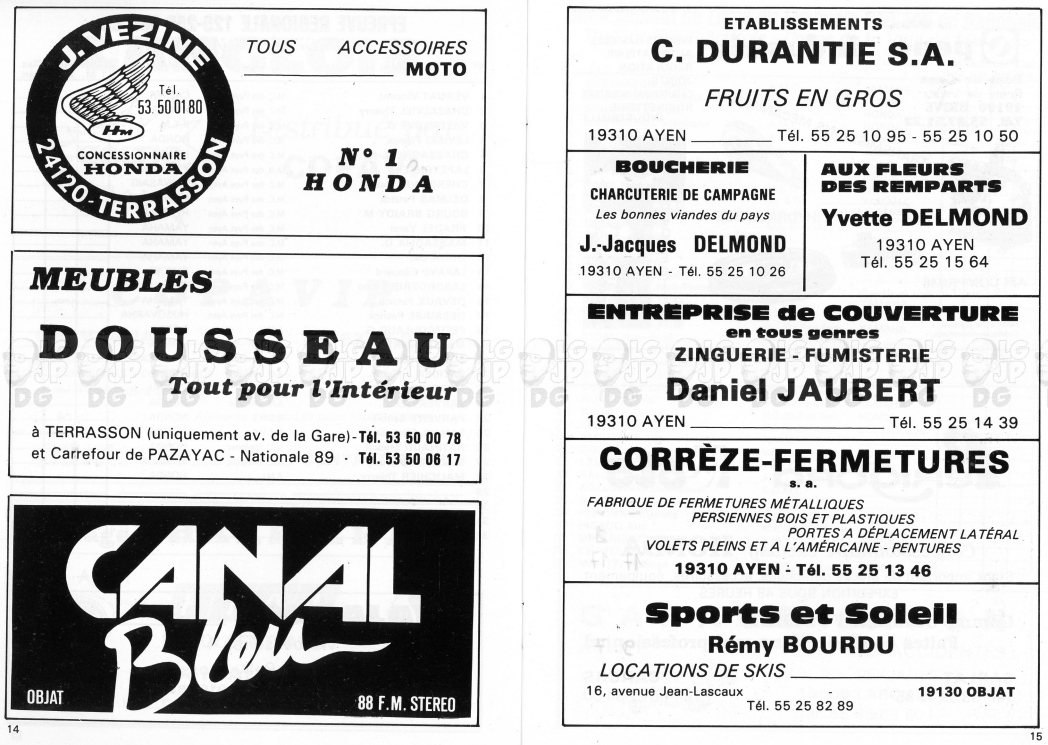 J. VEZINE
Tél.
53.50 01 80
HM
CONCESSIONNAIRE
HONDA
24120-TERRASSON
TOUS ACCESSOIRES
MOTO
N° 1
HONDA
MEUBLES
DOUSSEAU
Tout pour l'Intérieur
à TERRASSON (uniquement av. de la Gare)-Tél. 53 50 00 78
et Carrefour de PAZAYAC - Nationale 89 - Tél. 53 50 06 17
CANAL
Bleu
OBJAT
88 F.M. STEREO
14
ETABLISSEMENTS
C. DURANTIE S.A.
FRUITS EN GROS
19310 AYEN Tél. 55 25 10 95 - 55 25 10 50
BOUCHERIE
CHARCUTERIE DE CAMPAGNE
Les bonnes viandes du pays
J.-Jacques DELMOND
19310 AYEN - Tél. 55 25 10 26
AUX FLEURS
DES REMPARTS
Yvette DELMOND
19310 AYEN
Tél. 55 25 15 64
ENTREPRISE de COUVERTURE
en tous genres
ZINGUERIE - FUMISTERIE
Daniel JAUBERT
19310 AYEN Tél. 55 25 14 39
CORRÈZE-FERMETURES
s. a.
FABRIQUE DE FERMETURES MÉTALLIQUES
PERSIENNES BOIS ET PLASTIQUES
PORTES A DÉPLACEMENT LATÉRAL
VOLETS PLEINS ET A L'AMÉRICAINE - PENTURES
19310 AYEN - Tél. 55 25 13 46
Sports et Soleil
Rémy BOURDU
LOCATIONS DE SKIS
16, avenue Jean-Lascaux - 19130 OBJAT
Tél. 55 25 82 89
15
LG JP DG